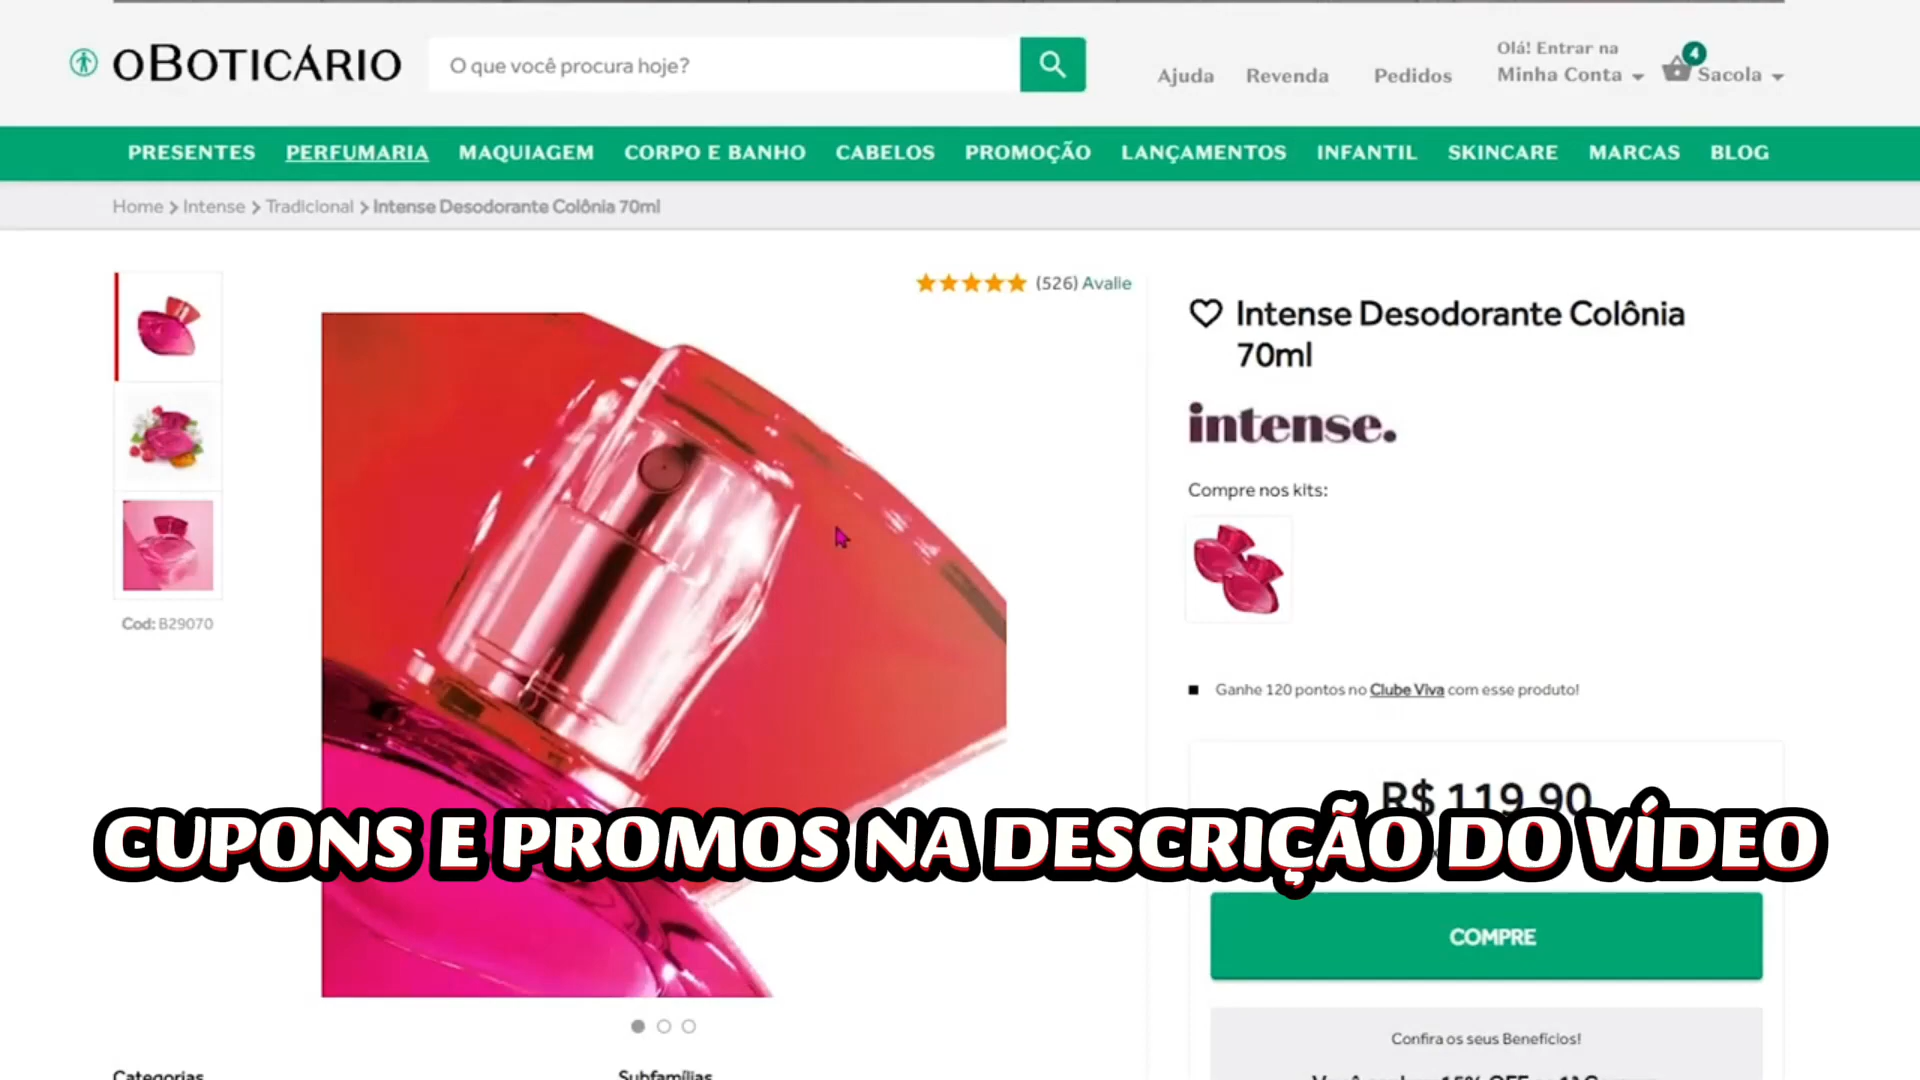 oBOTICÁRIO
O que você procura hoje?
Ajuda
Revenda
Pedidos
Olá! Entrar na
Minha Conta
4
Sacola
PRESENTES PERFUMARIA MAQUIAGEM CORPO E BANHO CABELOS PROMOÇÃO LANÇAMENTOS INFANTIL SKINCARE MARCAS BLOG
Home > Intense > Tradicional > Intense Desodorante Colônia 70ml
(526) Avalie
Intense Desodorante Colônia
70ml
intense.
Compre nos kits:
Cod: B29070
Ganhe 120 pontos no Clube Viva com esse produto!
R$ 119,90
CUPONS E PROMOS NA DESCRIÇÃO DO VÍDEO
COMPRE
Confira os seus Benefícios!
Categorias
Subfamílias